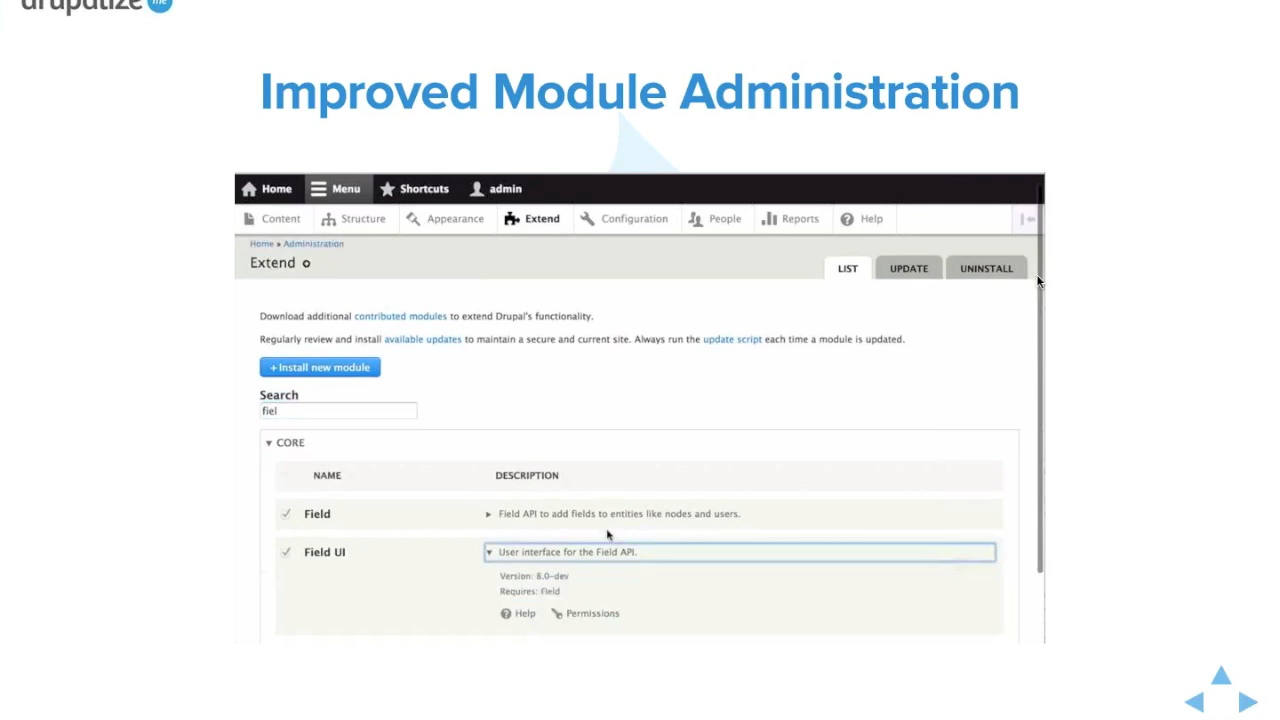 drupalize me
Improved Module Administration
Home Menu Shortcuts admin
Content Structure Appearance Extend Configuration People Reports Help
Home » Administration
Extend
LIST UPDATE UNINSTALL
Download additional contributed modules to extend Drupal's functionality.
Regularly review and install available updates to maintain a secure and current site. Always run the update script each time a module is updated.
+ Install new module
Search
fiel
▼ CORE
NAME DESCRIPTION
Field ► Field API to add fields to entities like nodes and users.
Field UI ▼ User interface for the Field API.
Version: 8.0-dev
Requires: Field
Help Permissions